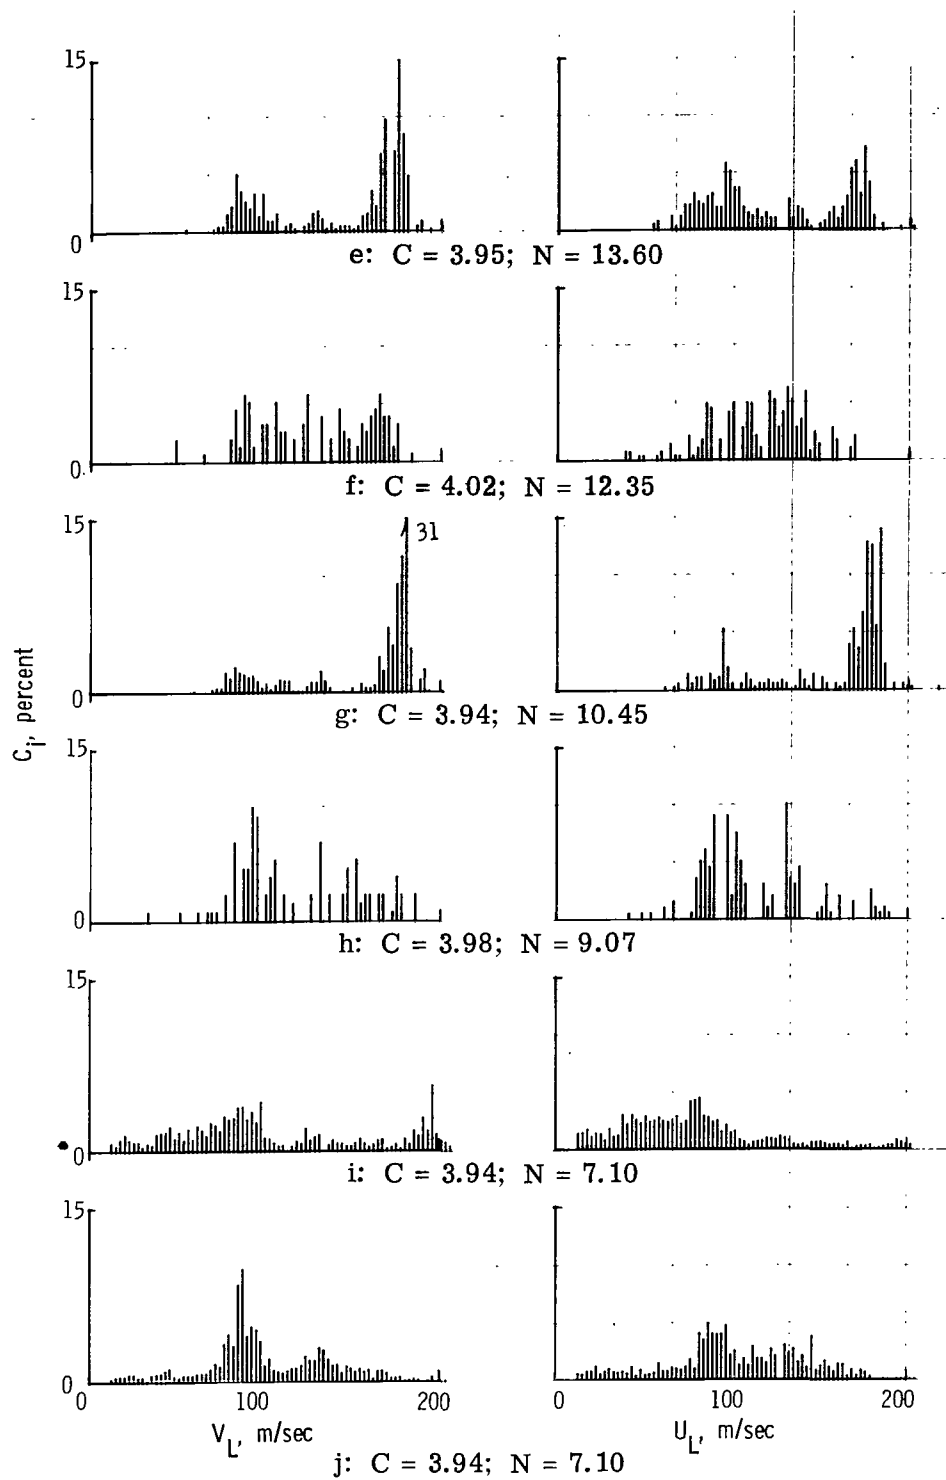 15
0
e: C = 3.95; N = 13.60
15
0
f: C = 4.02; N = 12.35
15
31
0
g: C = 3.94; N = 10.45
C_i, percent
15
0
h: C = 3.98; N = 9.07
15
0
i: C = 3.94; N = 7.10
15
0
0 100 200 0 100 200
V_L, m/sec U_L, m/sec
j: C = 3.94; N = 7.10